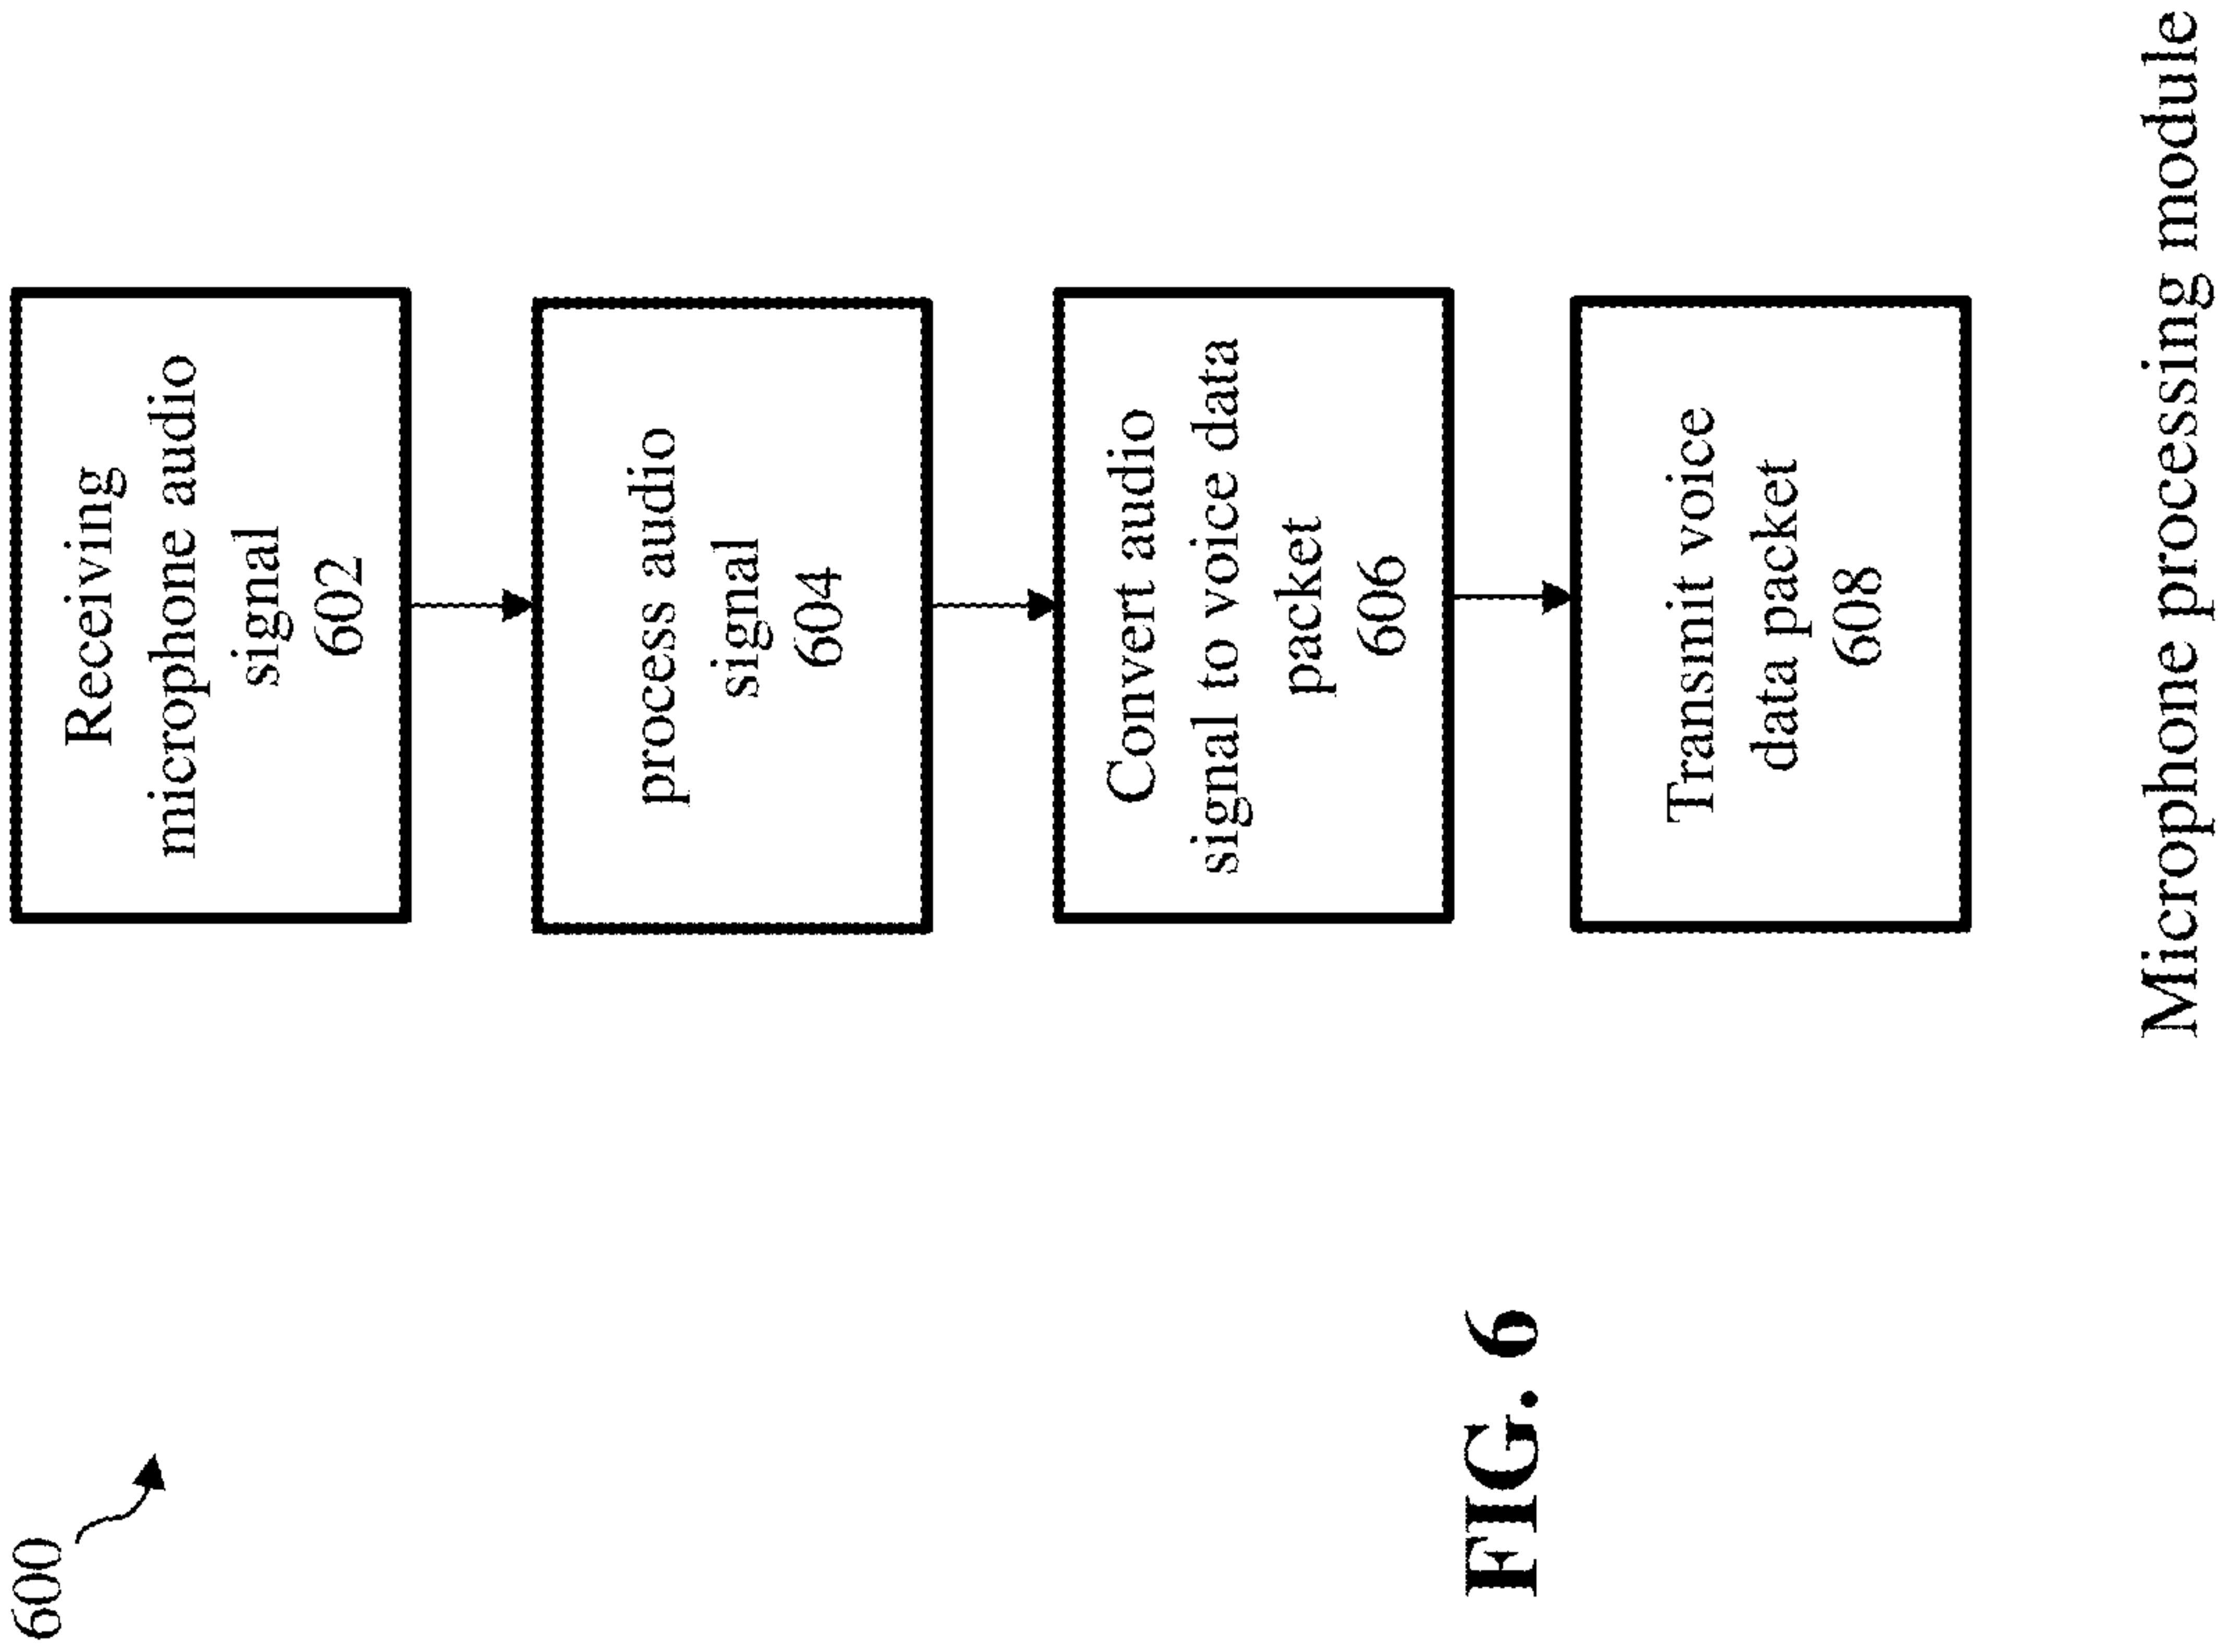 600
Receiving
microphone audio
signal
602
process audio
signal
604
Convert audio
signal to voice data
packet
606
Transmit voice
data packet
608
FIG. 6
Microphone processing module